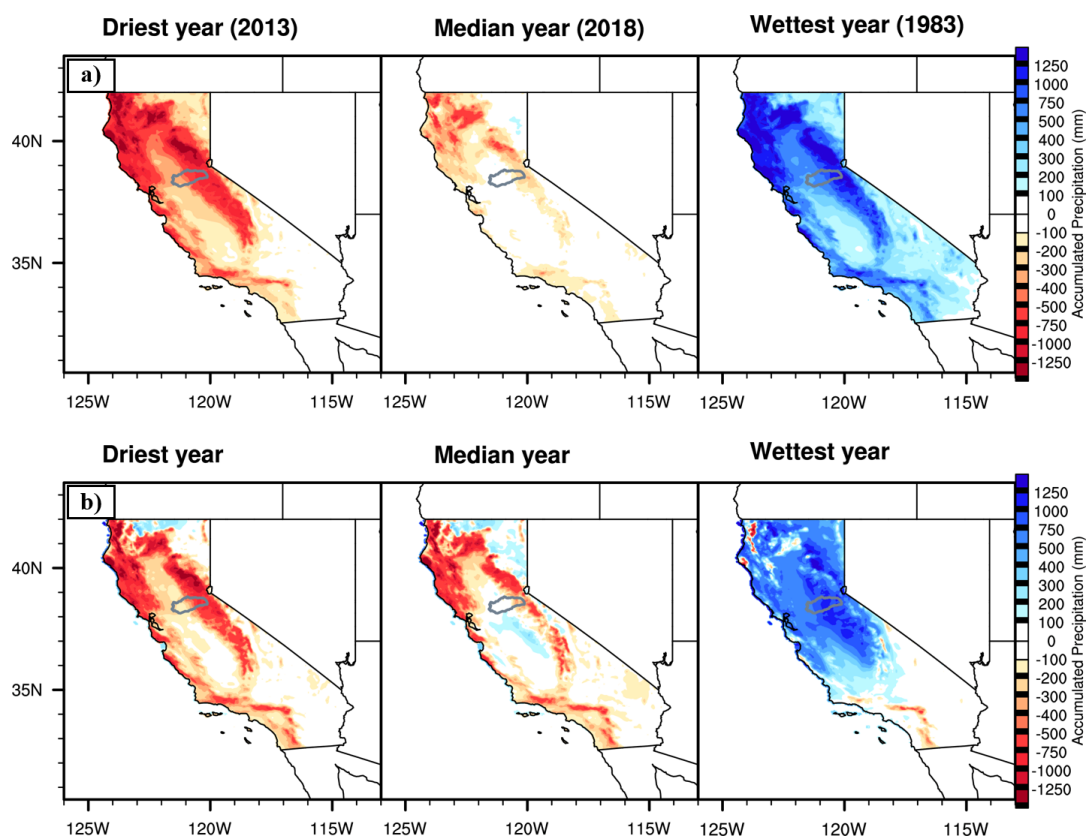 Driest year (2013) Median year (2018) Wettest year (1983)
a)
40N
35N
125W 120W 115W 125W 120W 115W 125W 120W 115W
1250
1000
750
500
400
300
200
100
0
-100
-200
-300
-400
-500
-750
-1000
-1250
Accumulated Precipitation (mm)
Driest year Median year Wettest year
b)
40N
35N
125W 120W 115W 125W 120W 115W 125W 120W 115W
1250
1000
750
500
400
300
200
100
0
-100
-200
-300
-400
-500
-750
-1000
-1250
Accumulated Precipitation (mm)